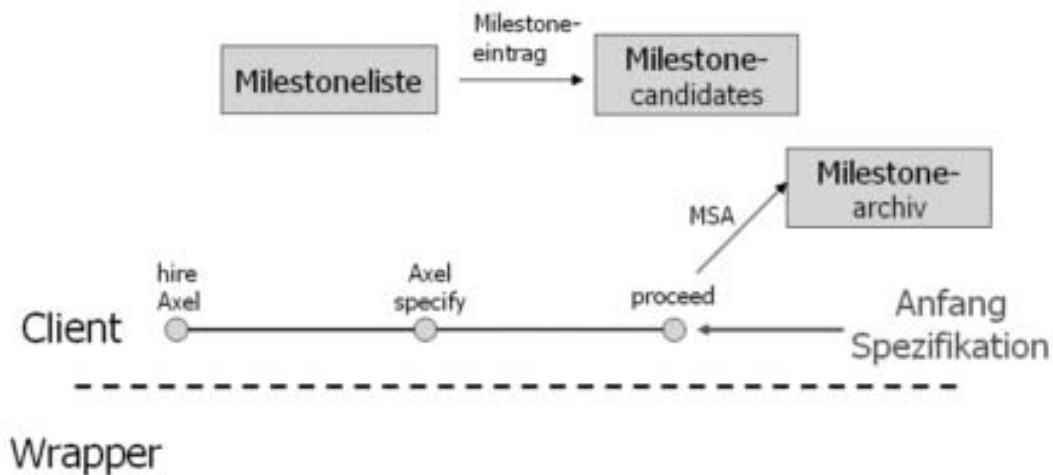 Milestoneliste
Milestone-
eintrag
Milestone-
candidates
Milestone-
archiv
MSA
hire
Axel
Axel
specify
proceed
Client
Anfang
Spezifikation
Wrapper